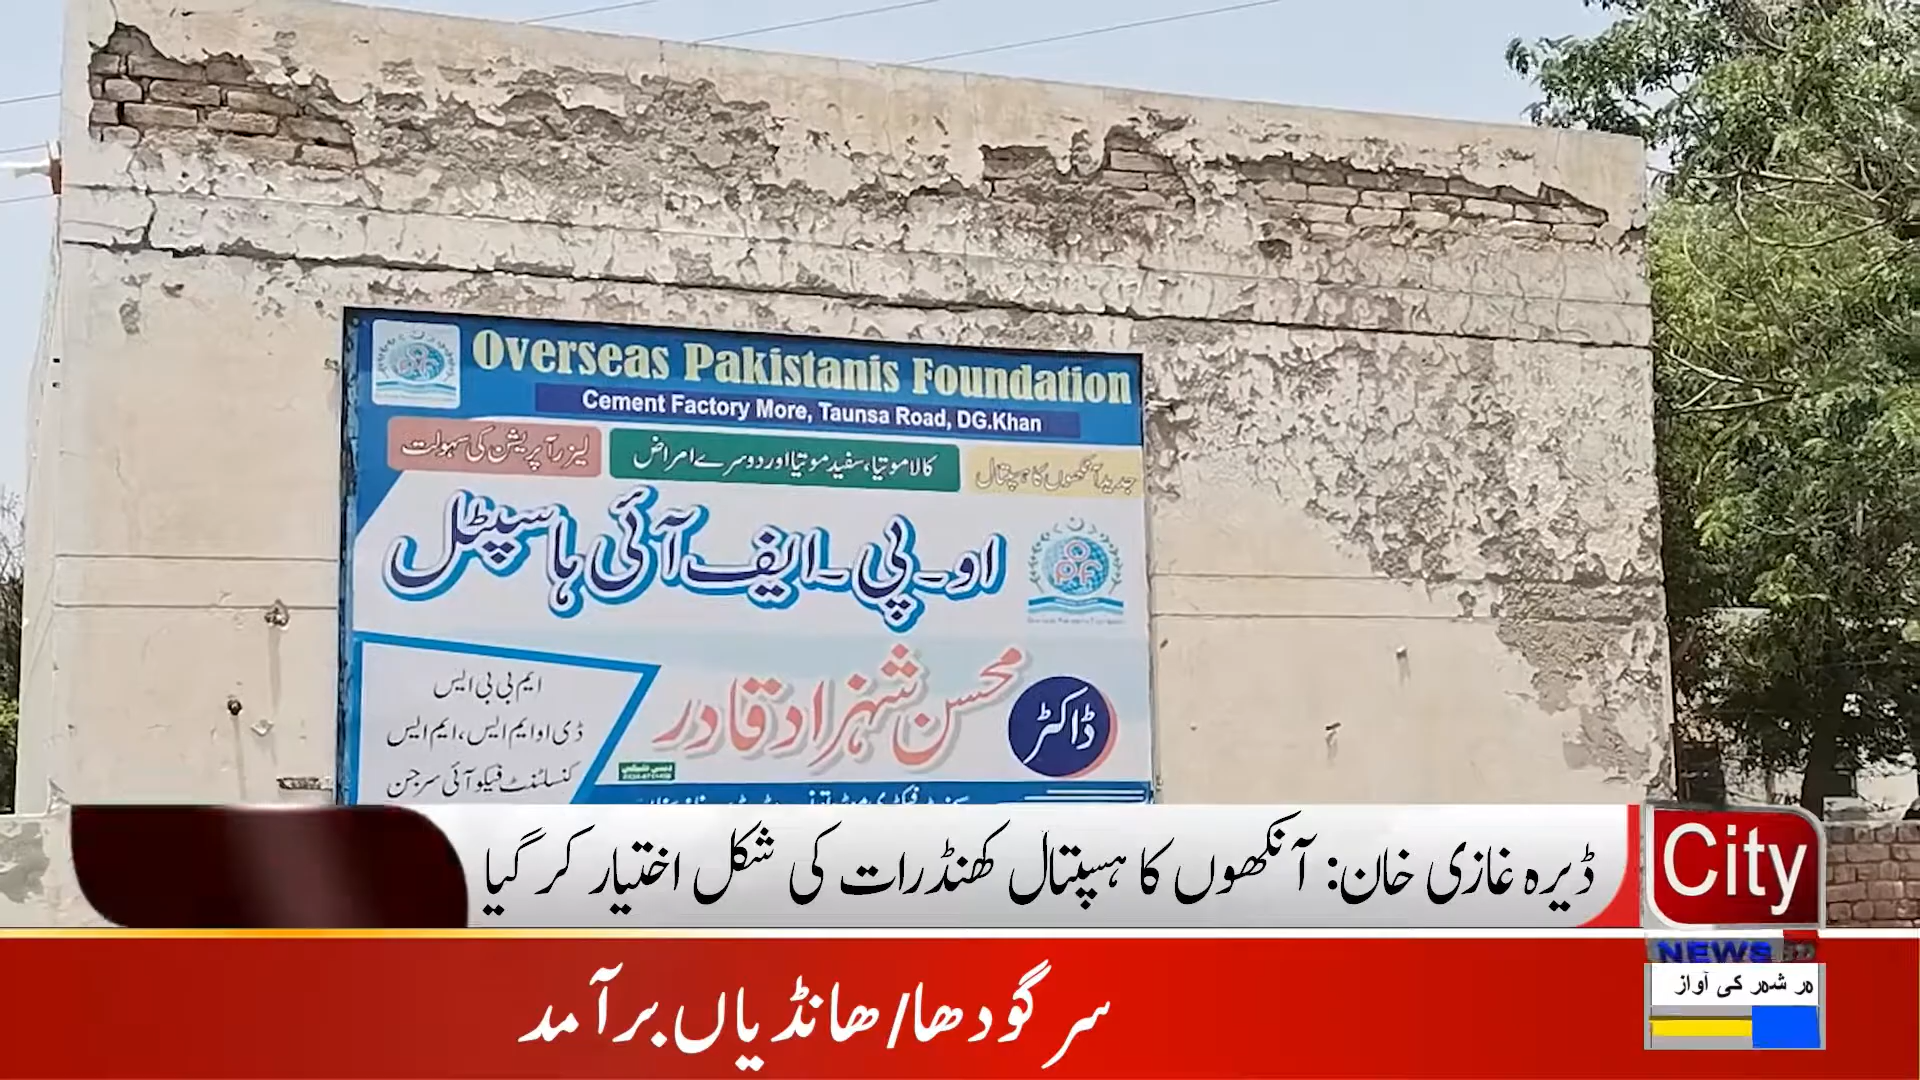 Overseas Pakistanis Foundation
Cement Factory More, Taunsa Road, DG.Khan
جدید آنکھوں کا ہسپتال
کالا موتیا، سفید موتیا اور دوسرے امراض
لیزر آپریشن کی سہولت
او۔پی۔ایف آئی ہاسپٹل
OPF
ڈاکٹر
محسن شہزاد قادر
ایم بی بی ایس
ڈی او ایم ایس، ایم ایس
کنسلٹنٹ فیکو آئی سرجن
ڈیرہ غازی خان: آنکھوں کا ہسپتال کھنڈرات کی شکل اختیار کر گیا
City
NEWS
ہر شہر کی آواز
سرگودھا/ھانڈیاں برآمد